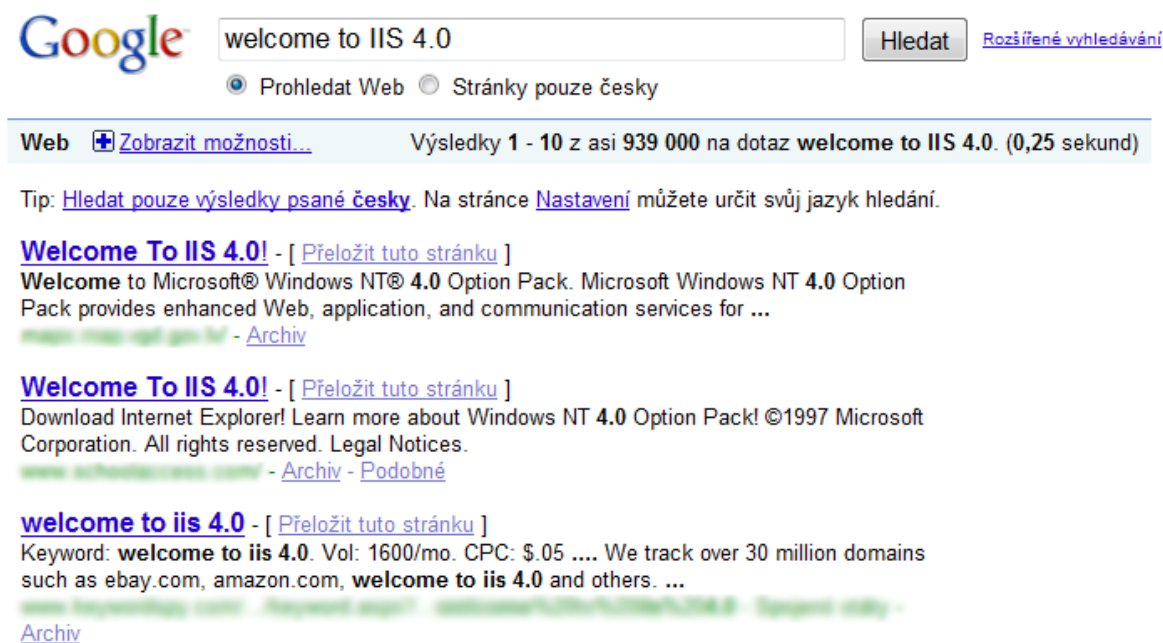 Google welcome to IIS 4.0 Hledat Rozšířené vyhledávání
Prohledat Web Stránky pouze česky
Web Zobrazit možnosti... Výsledky 1 - 10 z asi 939 000 na dotaz welcome to IIS 4.0. (0,25 sekund)
Tip: Hledat pouze výsledky psané česky. Na stránce Nastavení můžete určit svůj jazyk hledání.
Welcome To IIS 4.0! - [ Přeložit tuto stránku ]
Welcome to Microsoft® Windows NT® 4.0 Option Pack. Microsoft Windows NT 4.0 Option
Pack provides enhanced Web, application, and communication services for ...
- Archiv
Welcome To IIS 4.0! - [ Přeložit tuto stránku ]
Download Internet Explorer! Learn more about Windows NT 4.0 Option Pack! ©1997 Microsoft
Corporation. All rights reserved. Legal Notices.
- Archiv - Podobné
welcome to iis 4.0 - [ Přeložit tuto stránku ]
Keyword: welcome to iis 4.0. Vol: 1600/mo. CPC: $.05 .... We track over 30 million domains
such as ebay.com, amazon.com, welcome to iis 4.0 and others. ...
Archiv